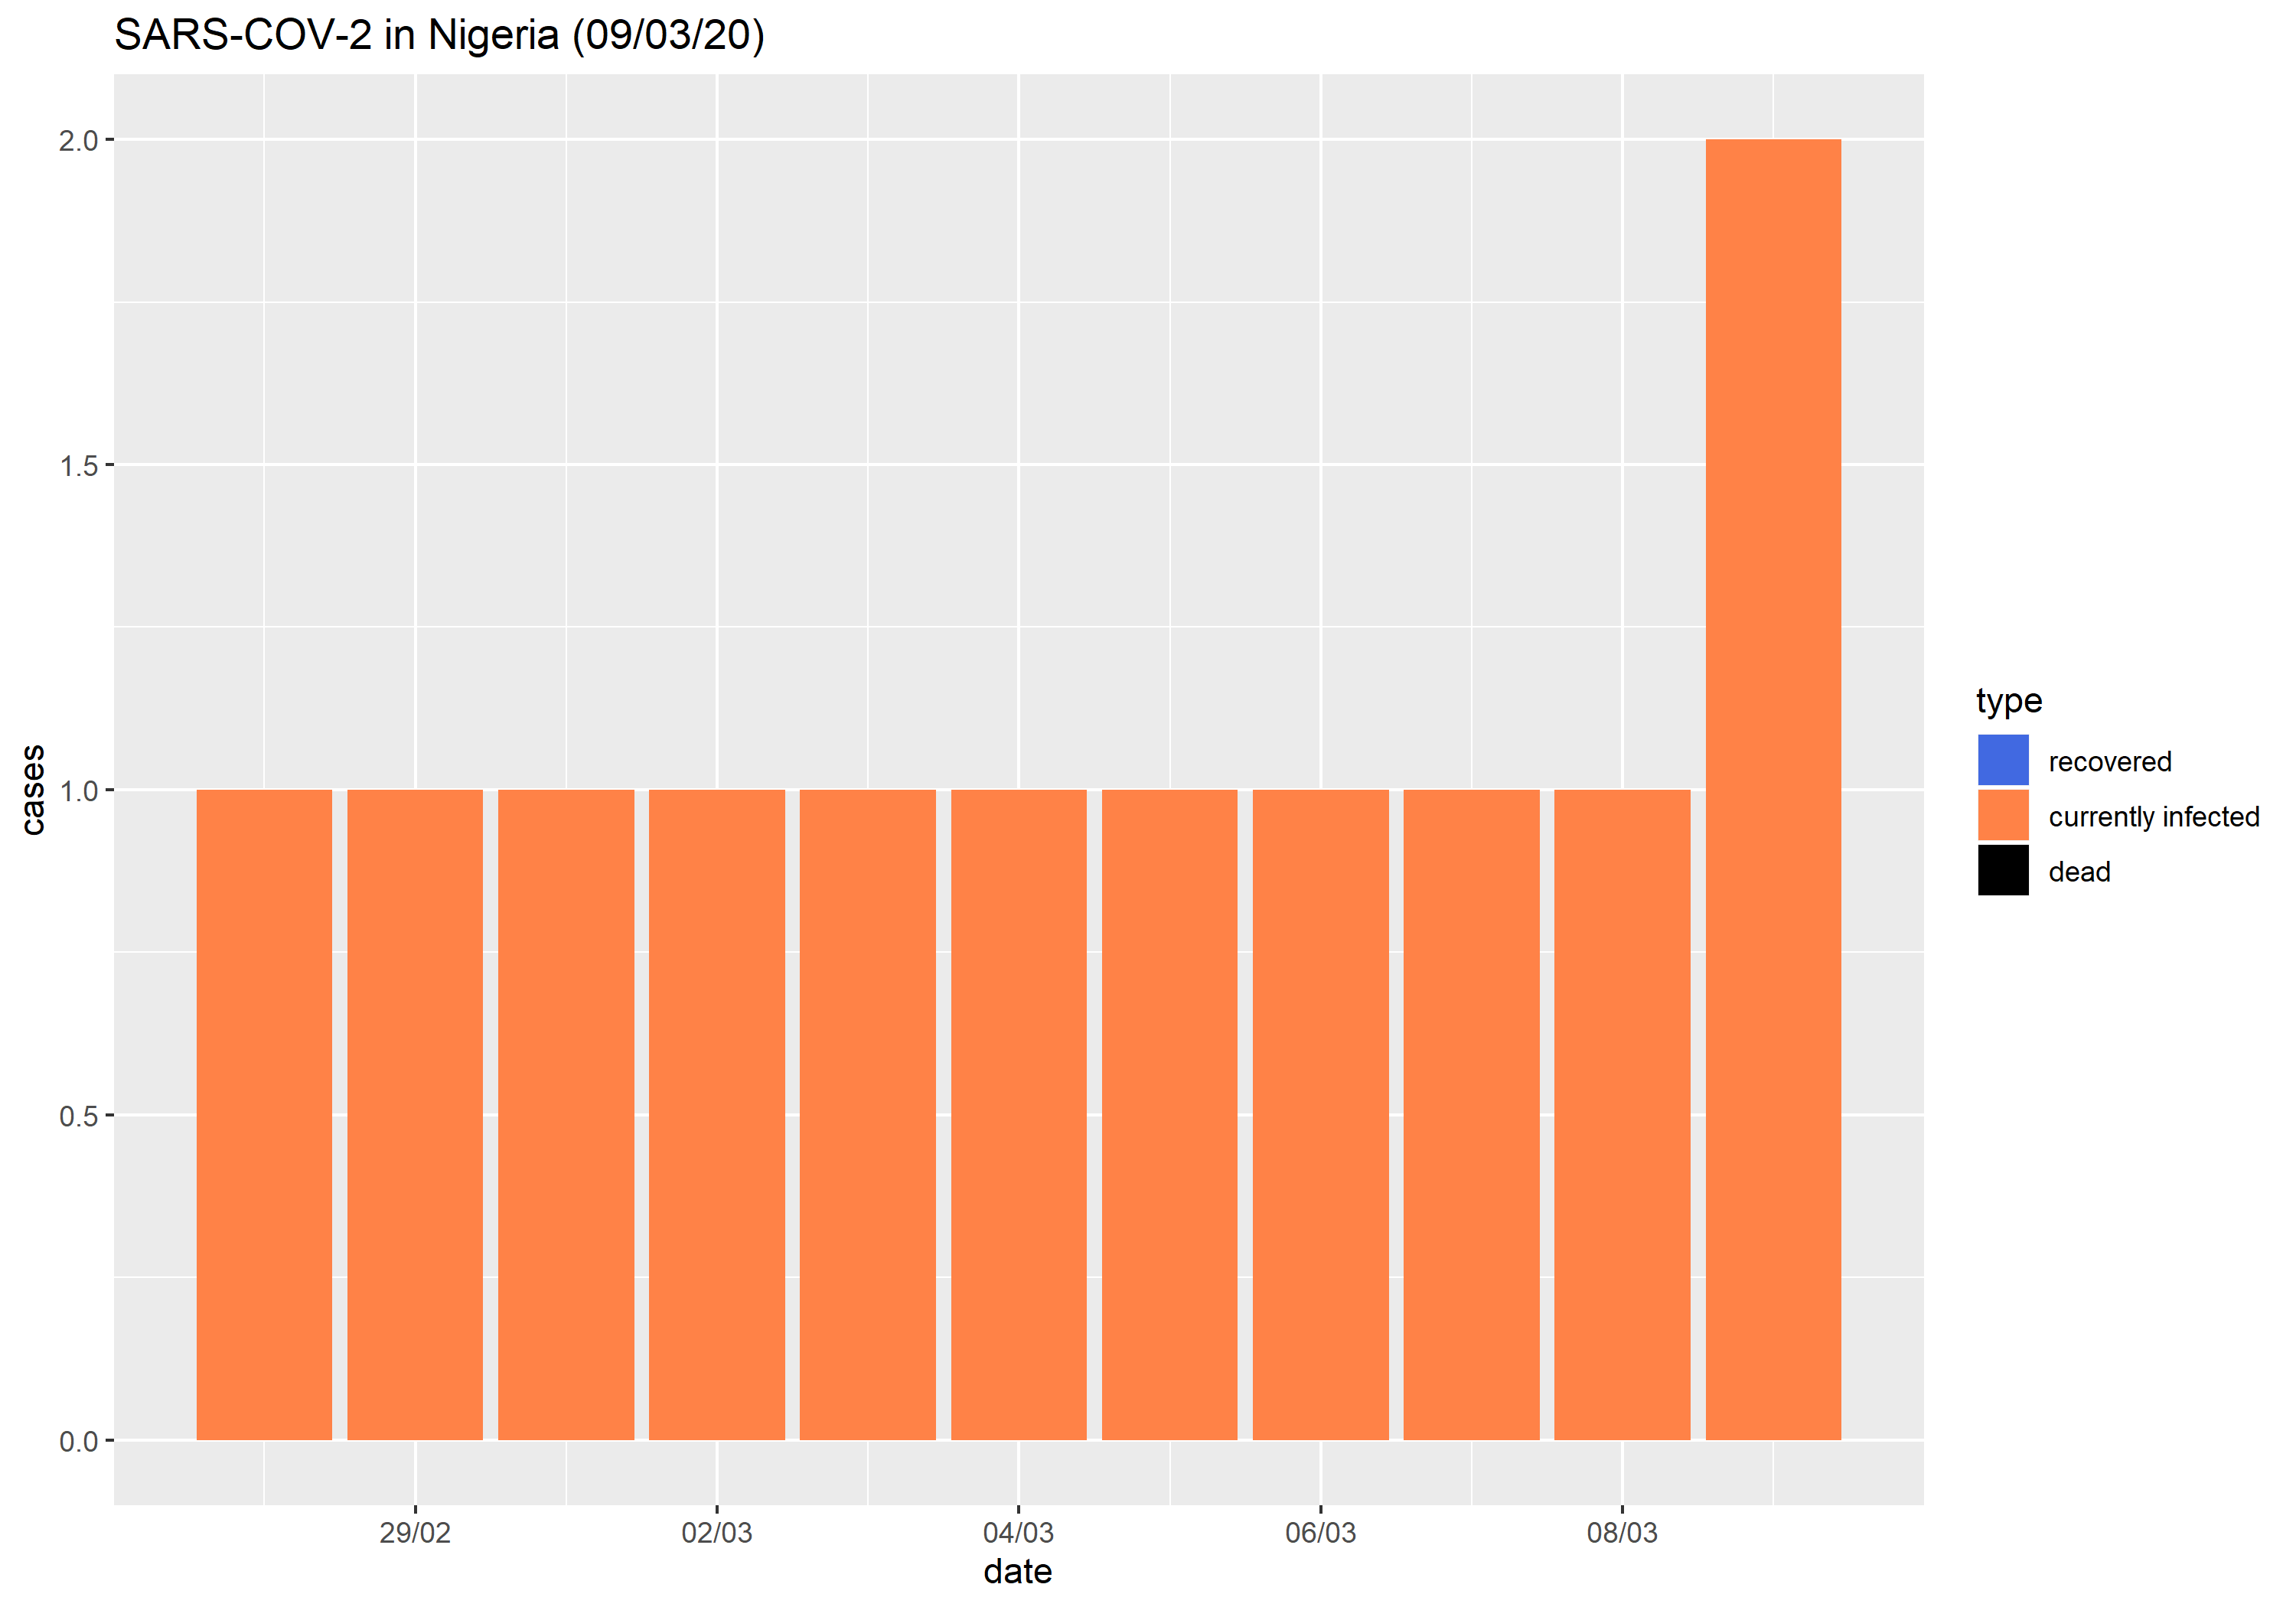 SARS-COV-2 in Nigeria (09/03/20)
2.0
1.5
1.0
0.5
0.0
cases
29/02 02/03 04/03 06/03 08/03
date
type
recovered
currently infected
dead